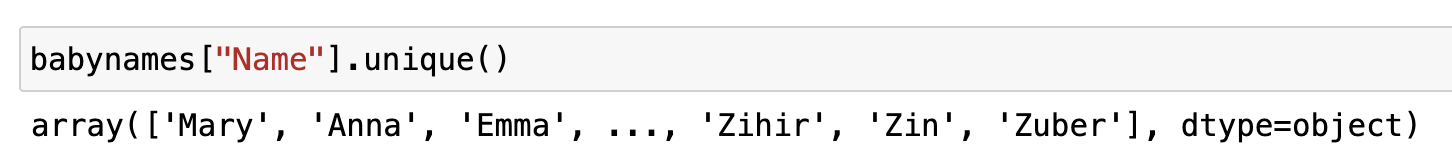 babynames["Name"].unique()
array(['Mary', 'Anna', 'Emma', ..., 'Zihir', 'Zin', 'Zuber'], dtype=object)